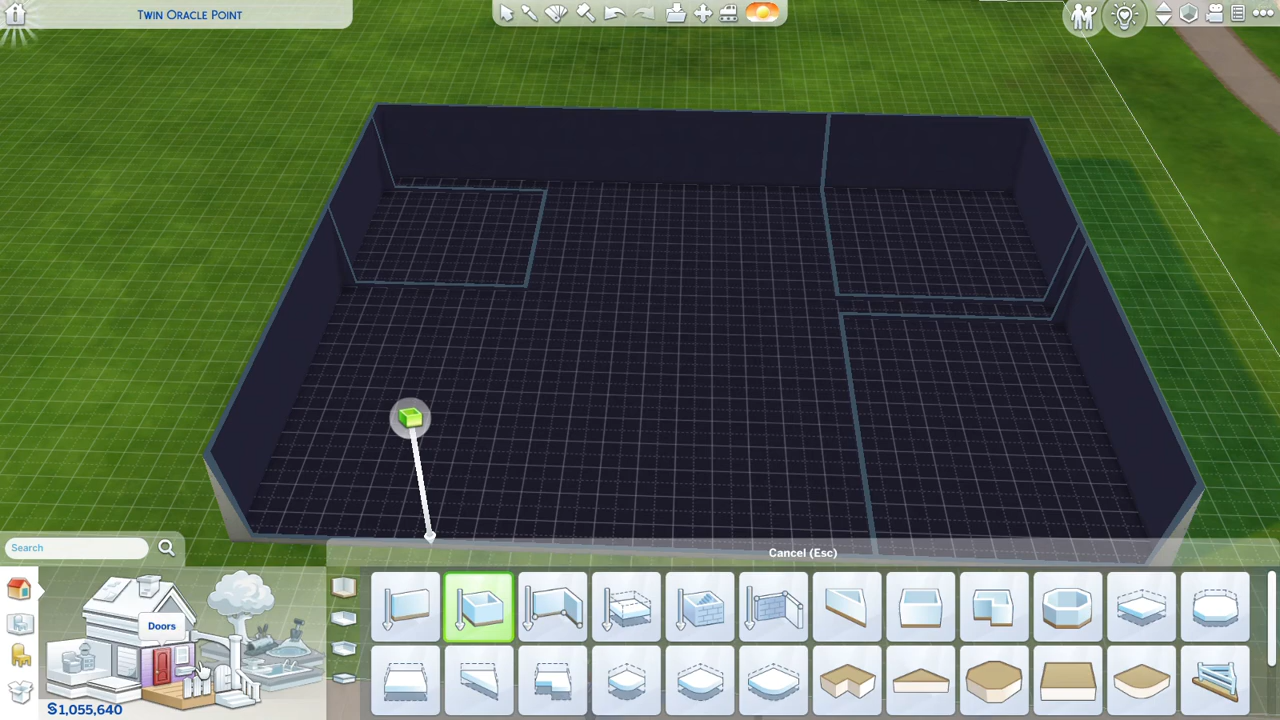 TWIN ORACLE POINT
Cancel (Esc)
Search
Doors
§1,055,640